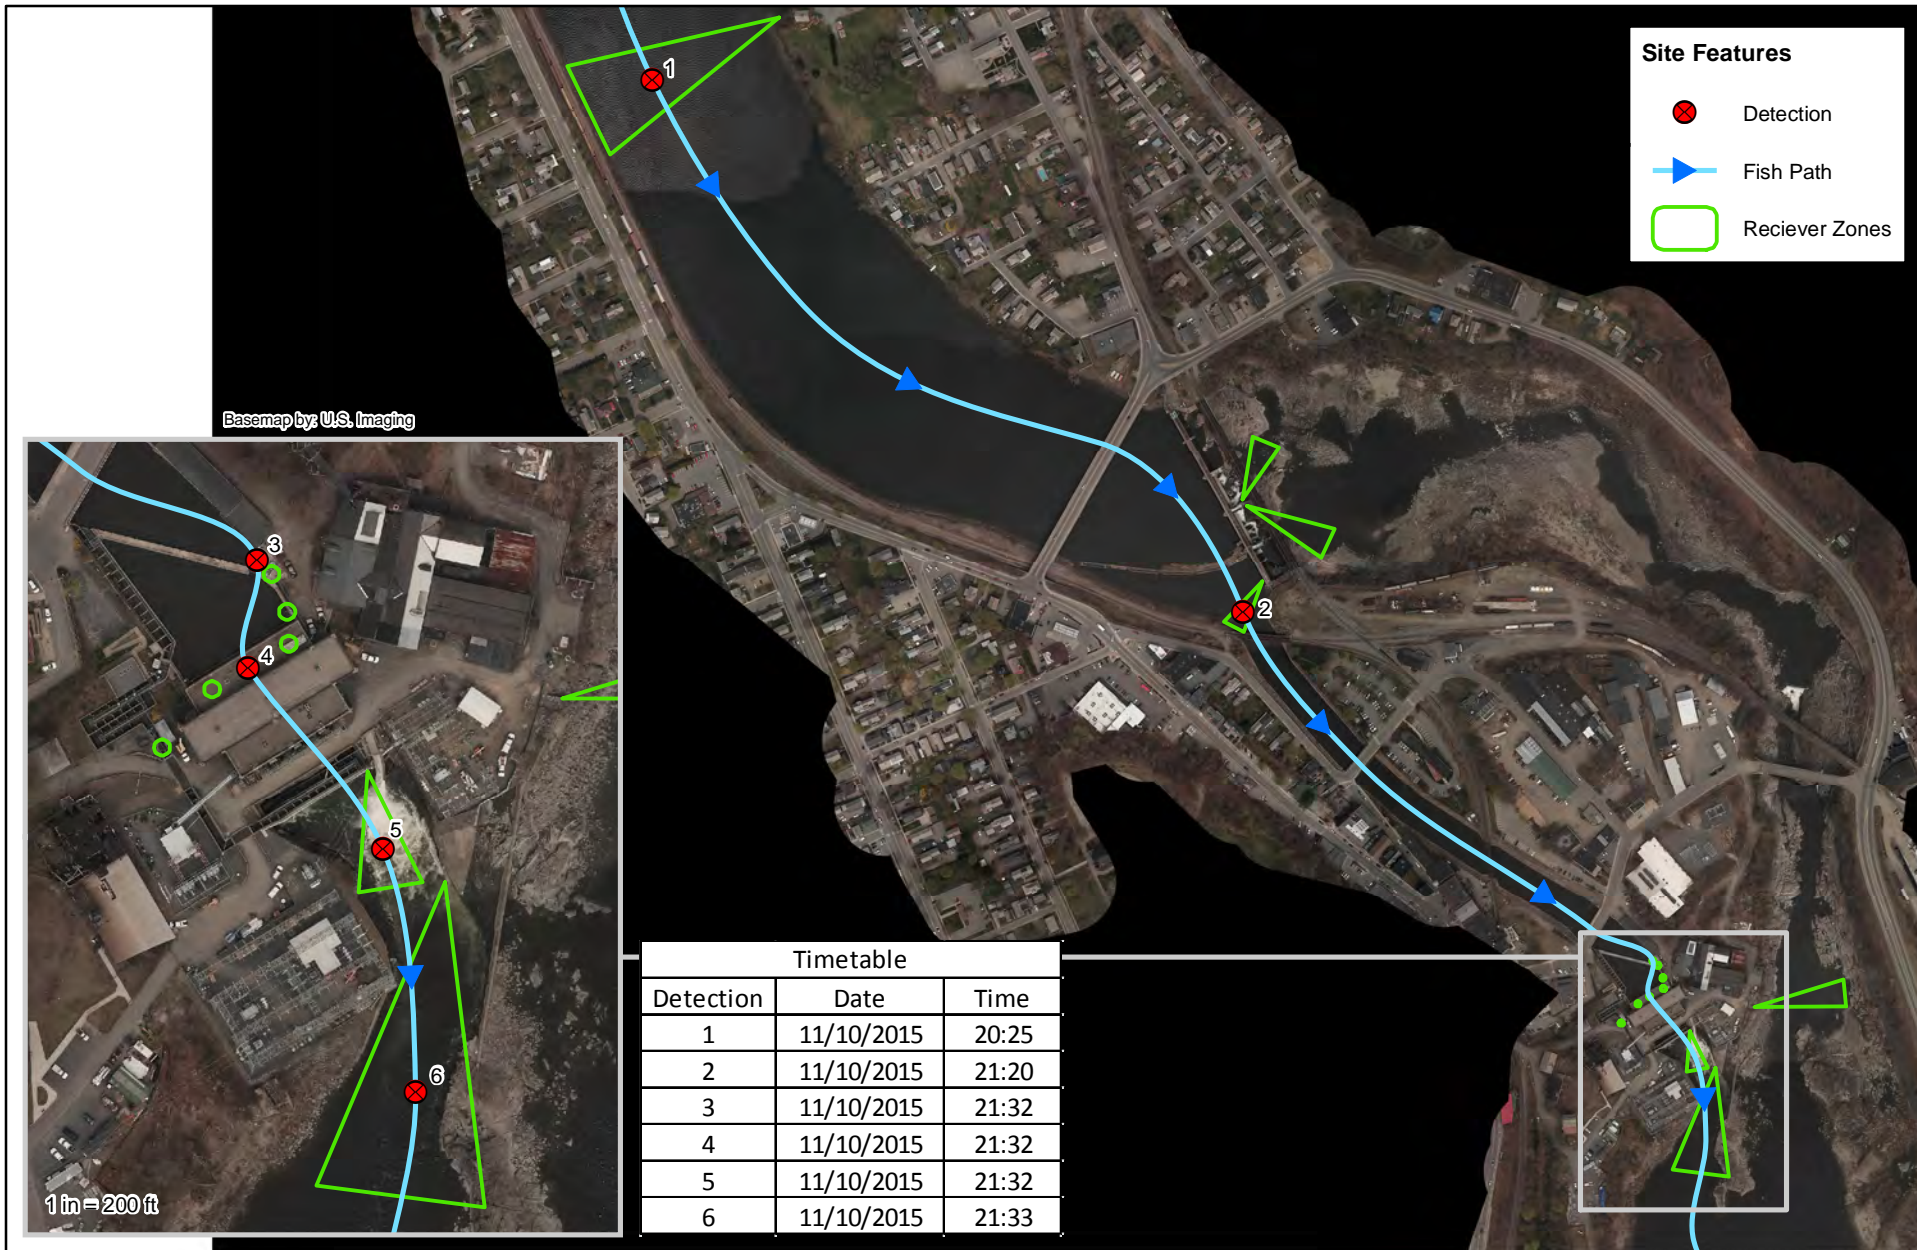 Site Features
Detection
Fish Path
Reciever Zones
1
2
Basemap by: U.S. Imaging
3
4
5
6
1 in = 200 ft
Timetable
Detection Date Time
1 11/10/2015 20:25
2 11/10/2015 21:20
3 11/10/2015 21:32
4 11/10/2015 21:32
5 11/10/2015 21:32
6 11/10/2015 21:33